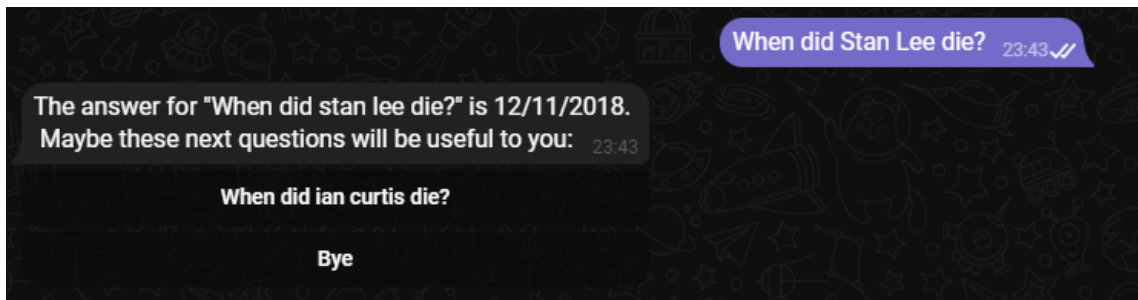 When did Stan Lee die? 23:43
The answer for "When did stan lee die?" is 12/11/2018.
Maybe these next questions will be useful to you: 23:43
When did ian curtis die?
Bye